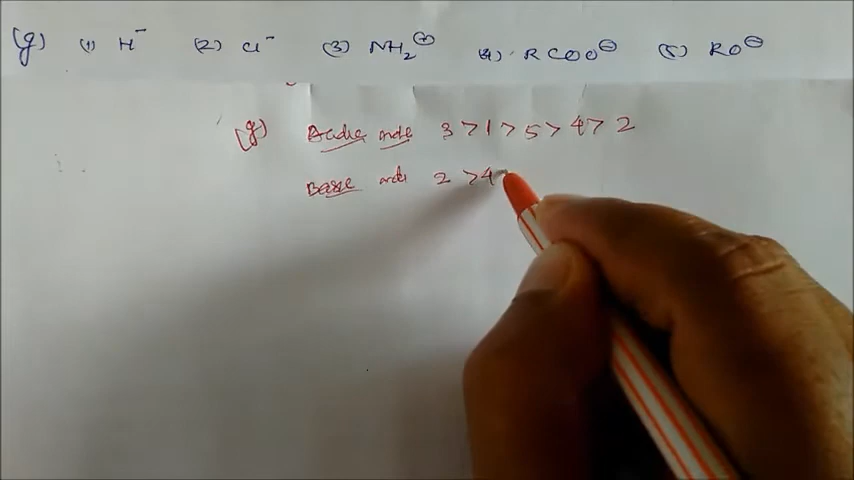 (g) (1) H⁻ (2) Cl⁻ (3) NH₂⊕ (4) RCOO⊖ (5) RO⊖
(g) Acidic order 3 > 1 > 5 > 4 > 2
Basic order 2 > 4